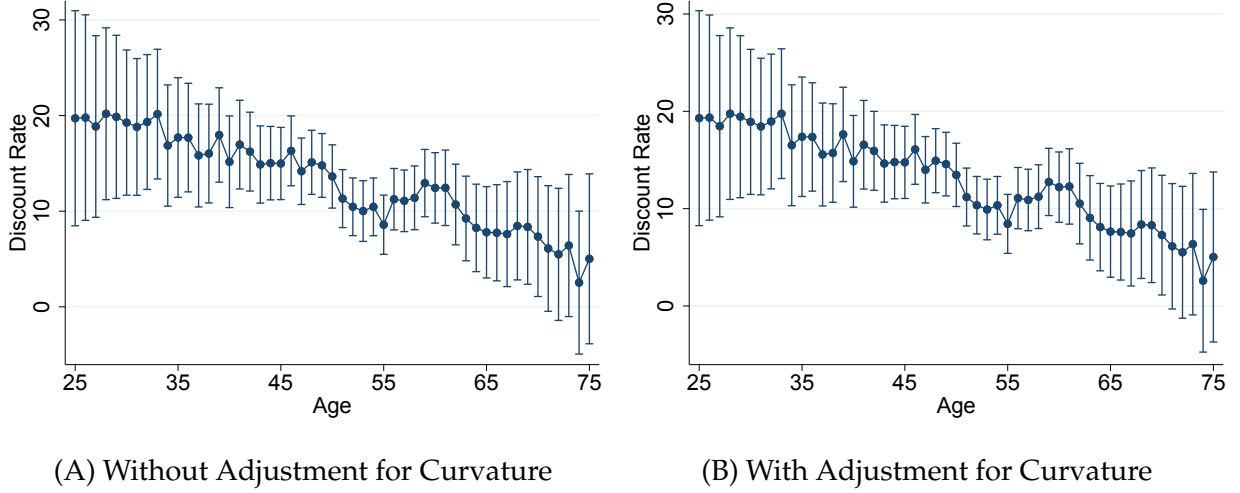 30
20
10
0
Discount Rate
25 35 45 55 65 75
Age
(A) Without Adjustment for Curvature
30
20
10
0
Discount Rate
25 35 45 55 65 75
Age
(B) With Adjustment for Curvature